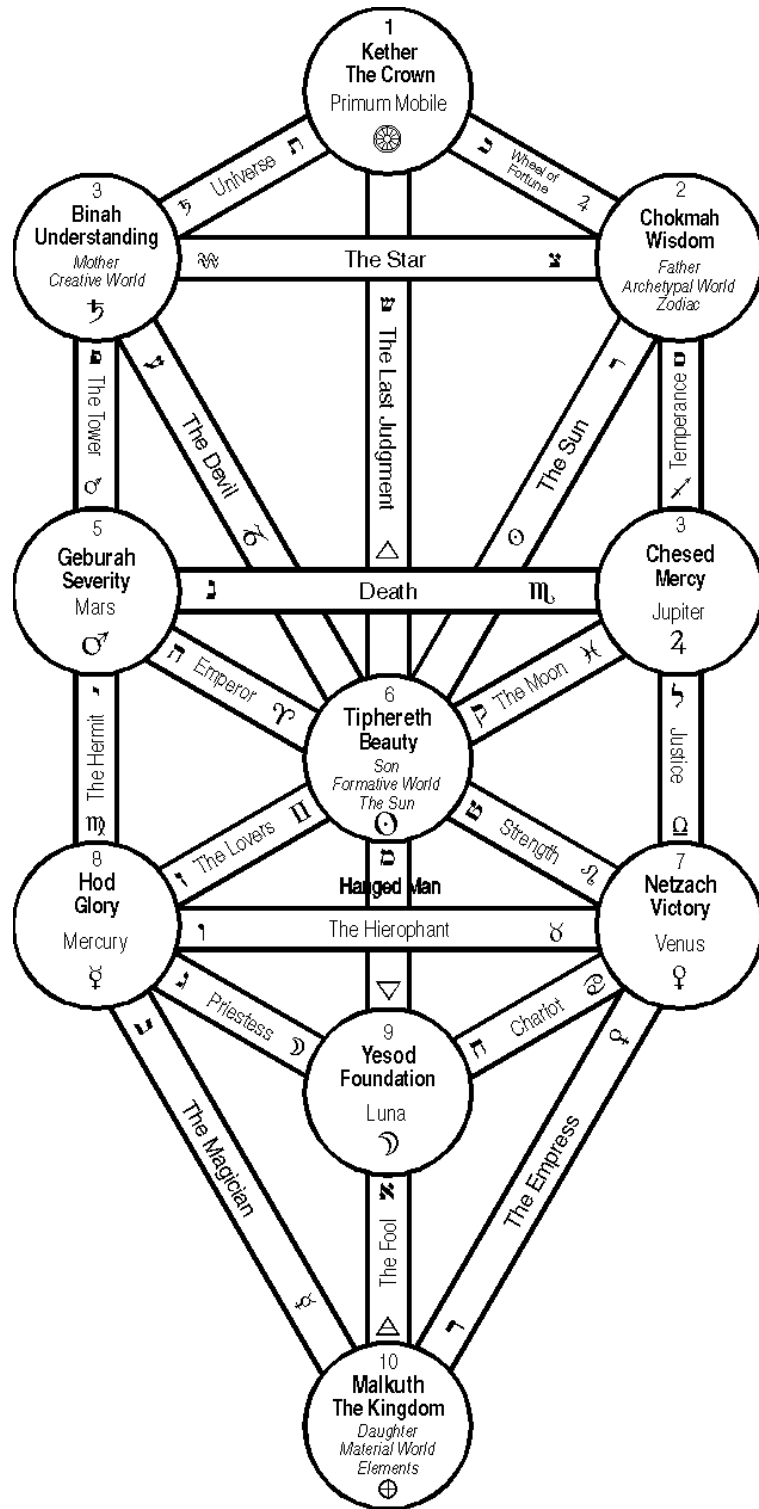 1
Kether
The Crown
Primum Mobile
♄ Universe ת
כ Wheel of
Fortune ♃
3
Binah
Understanding
Mother
Creative World
♄
2
Chokmah
Wisdom
Father
Archetypal World
Zodiac
♒ The Star צ
The Tower ♂
ע The Devil ♑
ש The Last Judgment △
ר The Sun ☉
Temperance ♐
5
Geburah
Severity
Mars
♂
נ Death ♏
3
Chesed
Mercy
Jupiter
♃
ה Emperor ♈
ק The Moon ♓
6
Tiphereth
Beauty
Son
Formative World
The Sun
☉
י The Hermit ♍
ל Justice ♎
ז The Lovers ♊
Strength ♌
מ
Hanged Man
▽
8
Hod
Glory
Mercury
☿
ו The Hierophant ♉
7
Netzach
Victory
Venus
♀
ג Priestess ☽
ח Chariot ♋
9
Yesod
Foundation
Luna
☽
The Magician ☿
א The Fool
The Empress ♀
10
Malkuth
The Kingdom
Daughter
Material World
Elements
⊕